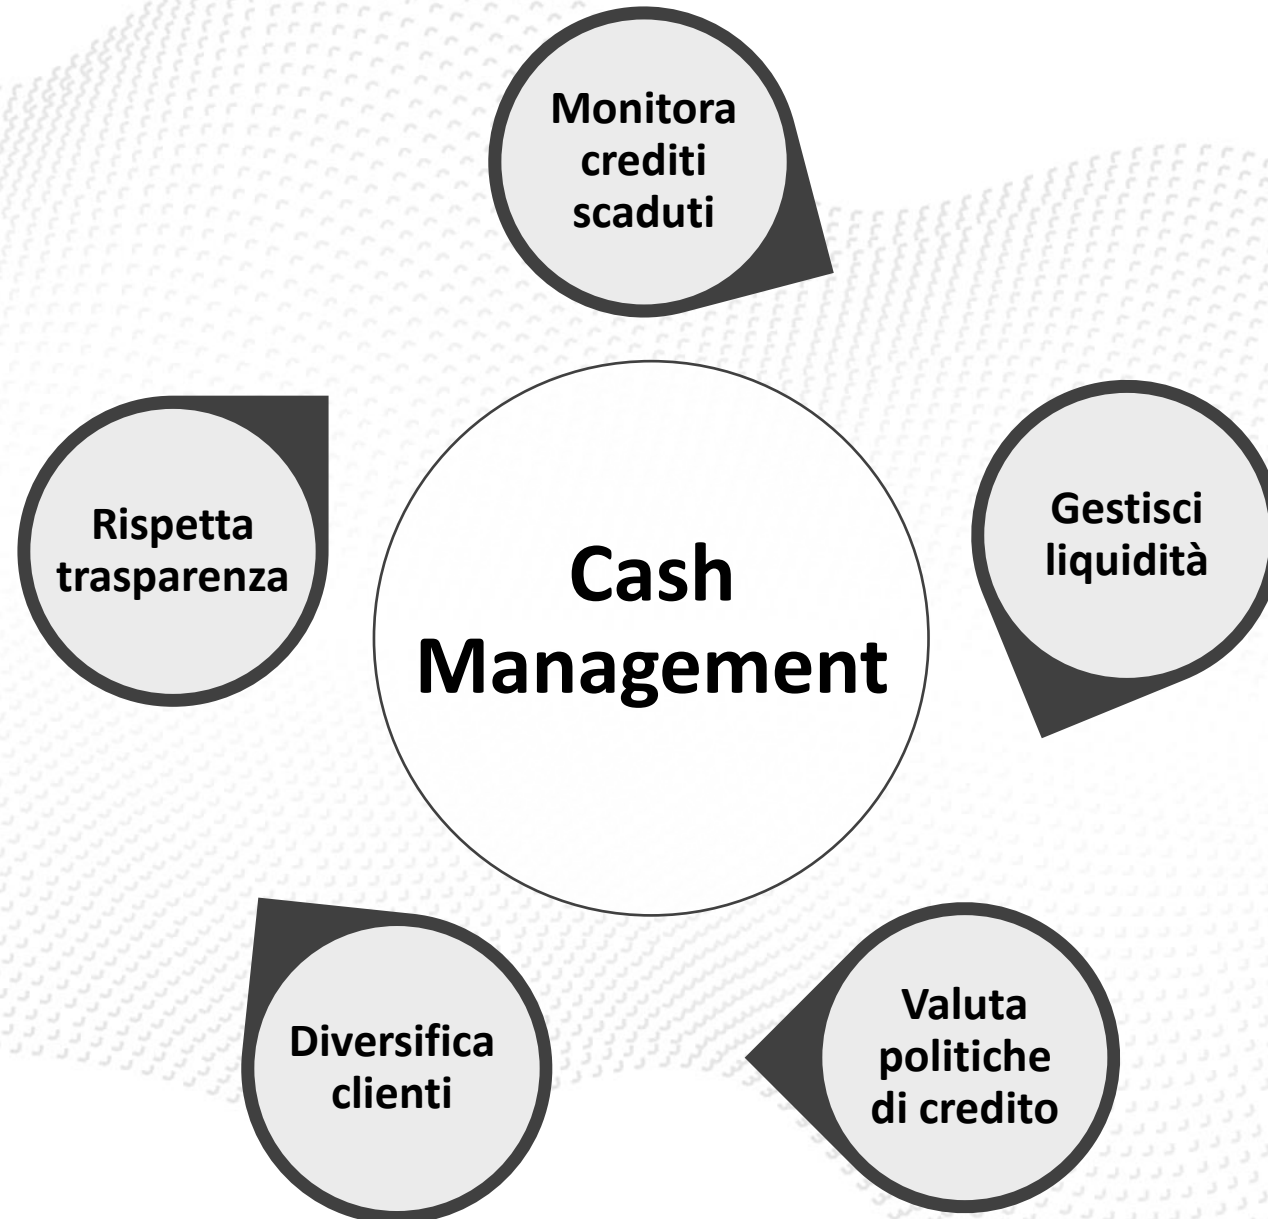 Monitora
crediti
scaduti
Gestisci
liquidità
Rispetta
trasparenza
Cash
Management
Valuta
politiche
di credito
Diversifica
clienti